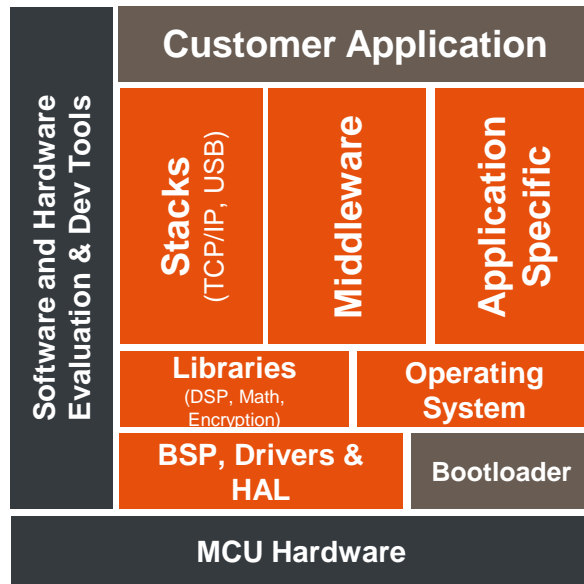 Customer Application
Software and Hardware
Evaluation & Dev Tools
Stacks
(TCP/IP, USB)
Middleware
Application
Specific
Libraries
(DSP, Math,
Encryption)
Operating
System
BSP, Drivers &
HAL
Bootloader
MCU Hardware